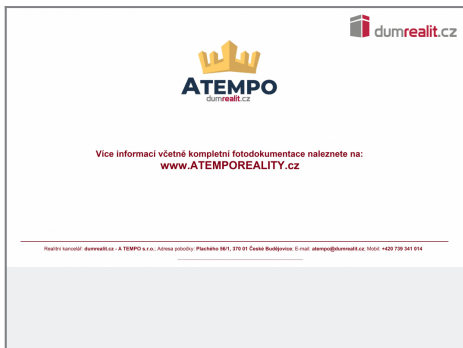 dumrealit.cz
ATEMPO
dumrealit.cz
Více informací včetně kompletní fotodokumentace naleznete na:
www.ATEMPOREALITY.cz
Realitní kancelář: dumrealit.cz - A TEMPO s.r.o.; Adresa pobočky: Plachého 56/1, 370 01 České Budějovice; E-mail: atempo@dumrealit.cz; Mobil: +420 739 341 014